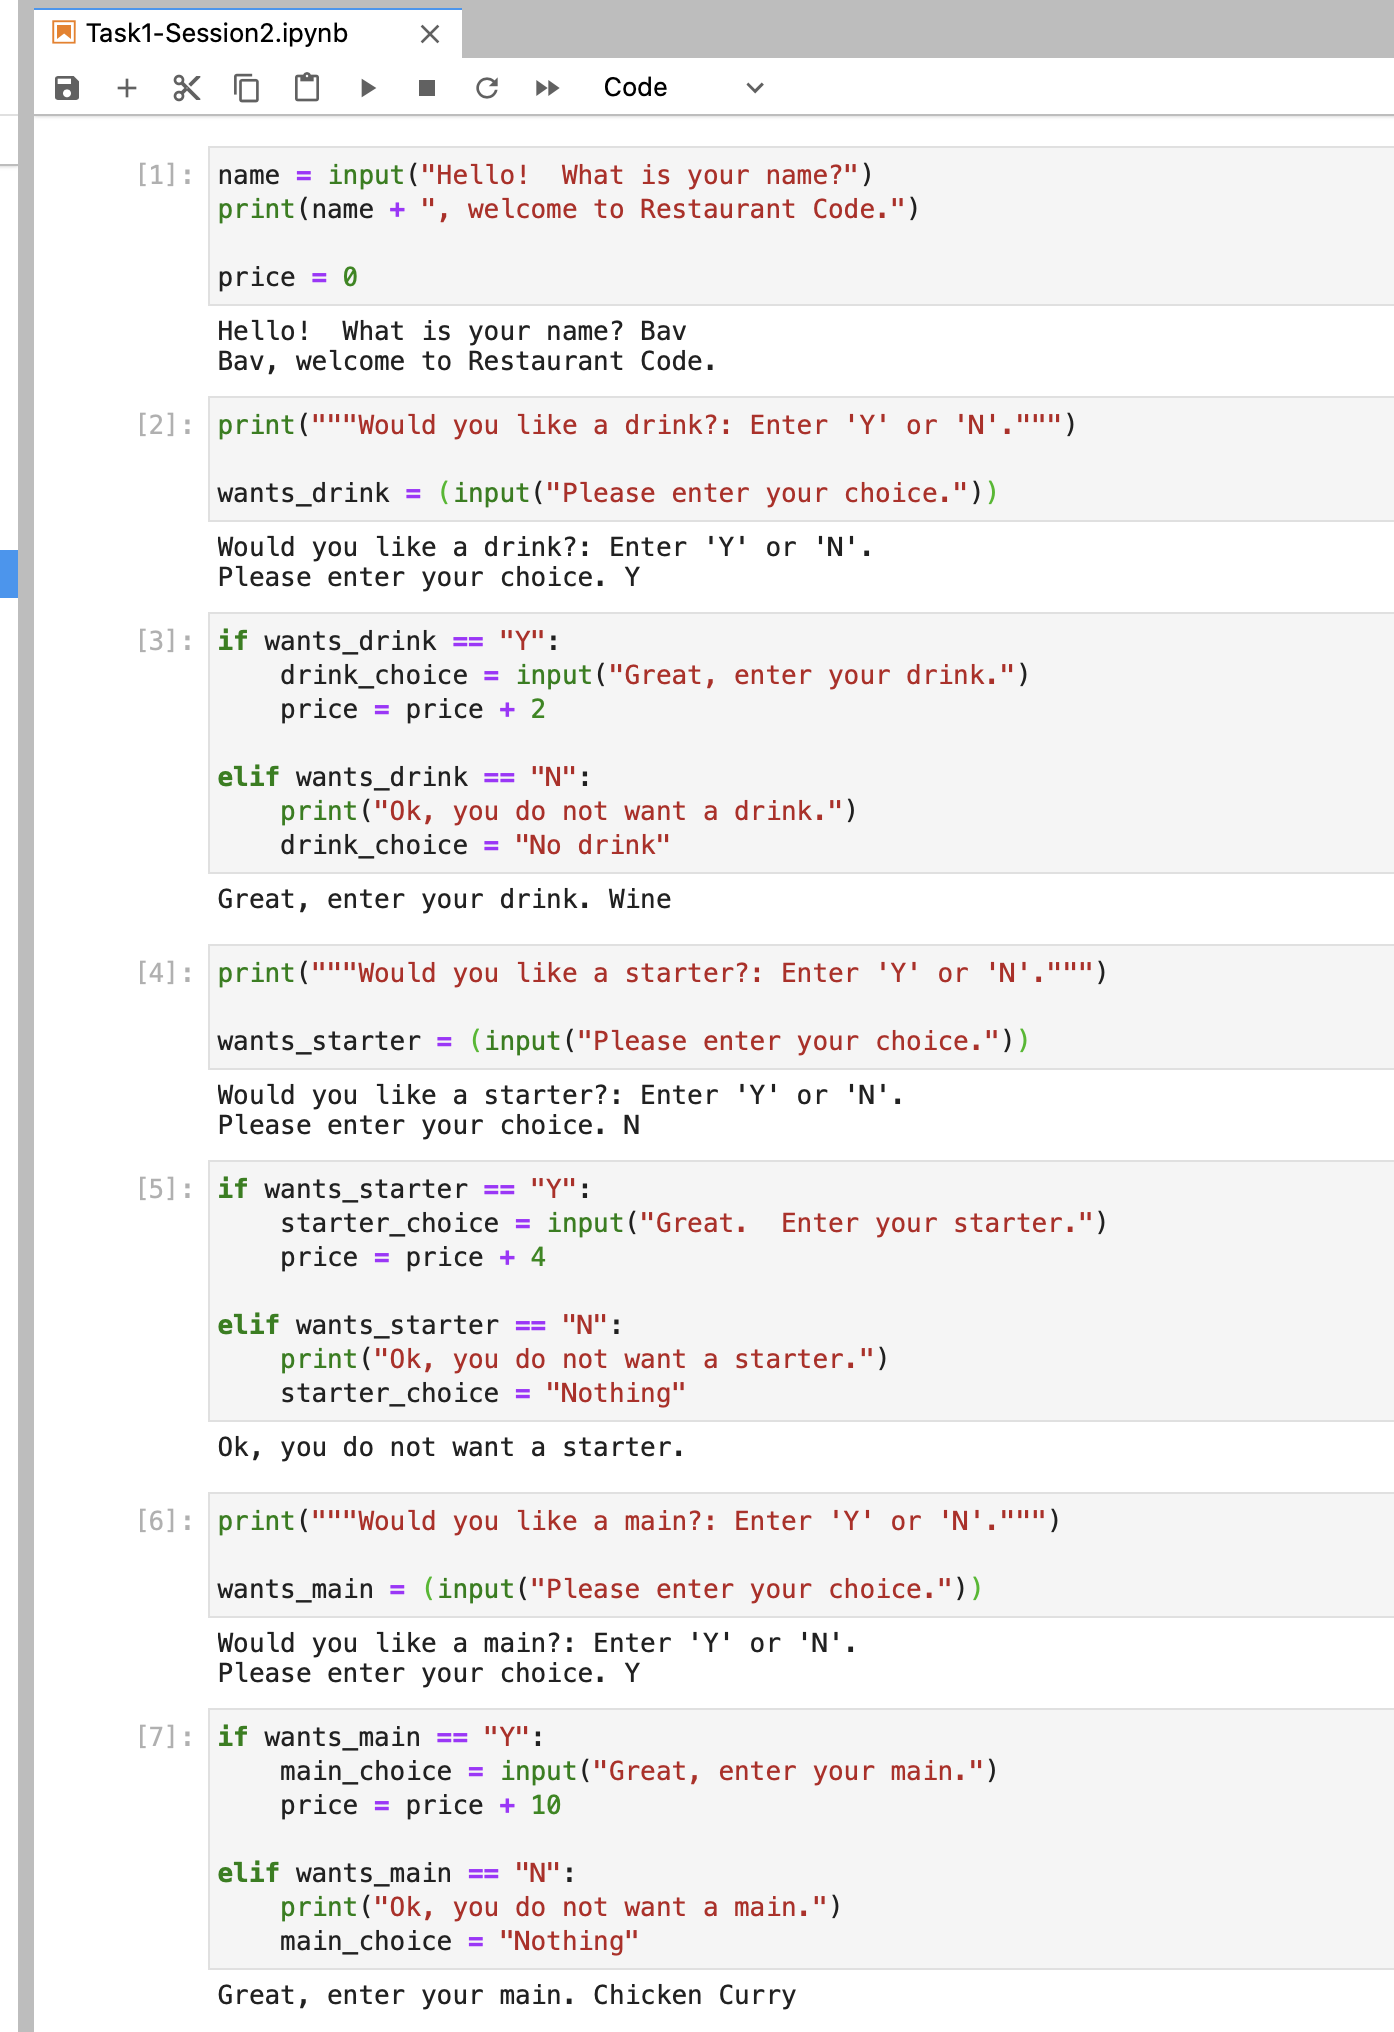 Task1-Session2.ipynb
Code
[1]:
name = input("Hello!  What is your name?")
print(name + ", welcome to Restaurant Code.")
price = 0
Hello!  What is your name? Bav
Bav, welcome to Restaurant Code.
[2]:
print("""Would you like a drink?: Enter 'Y' or 'N'.""")
wants_drink = (input("Please enter your choice."))
Would you like a drink?: Enter 'Y' or 'N'.
Please enter your choice. Y
[3]:
if wants_drink == "Y":
    drink_choice = input("Great, enter your drink.")
    price = price + 2
elif wants_drink == "N":
    print("Ok, you do not want a drink.")
    drink_choice = "No drink"
Great, enter your drink. Wine
[4]:
print("""Would you like a starter?: Enter 'Y' or 'N'.""")
wants_starter = (input("Please enter your choice."))
Would you like a starter?: Enter 'Y' or 'N'.
Please enter your choice. N
[5]:
if wants_starter == "Y":
    starter_choice = input("Great.  Enter your starter.")
    price = price + 4
elif wants_starter == "N":
    print("Ok, you do not want a starter.")
    starter_choice = "Nothing"
Ok, you do not want a starter.
[6]:
print("""Would you like a main?: Enter 'Y' or 'N'.""")
wants_main = (input("Please enter your choice."))
Would you like a main?: Enter 'Y' or 'N'.
Please enter your choice. Y
[7]:
if wants_main == "Y":
    main_choice = input("Great, enter your main.")
    price = price + 10
elif wants_main == "N":
    print("Ok, you do not want a main.")
    main_choice = "Nothing"
Great, enter your main. Chicken Curry